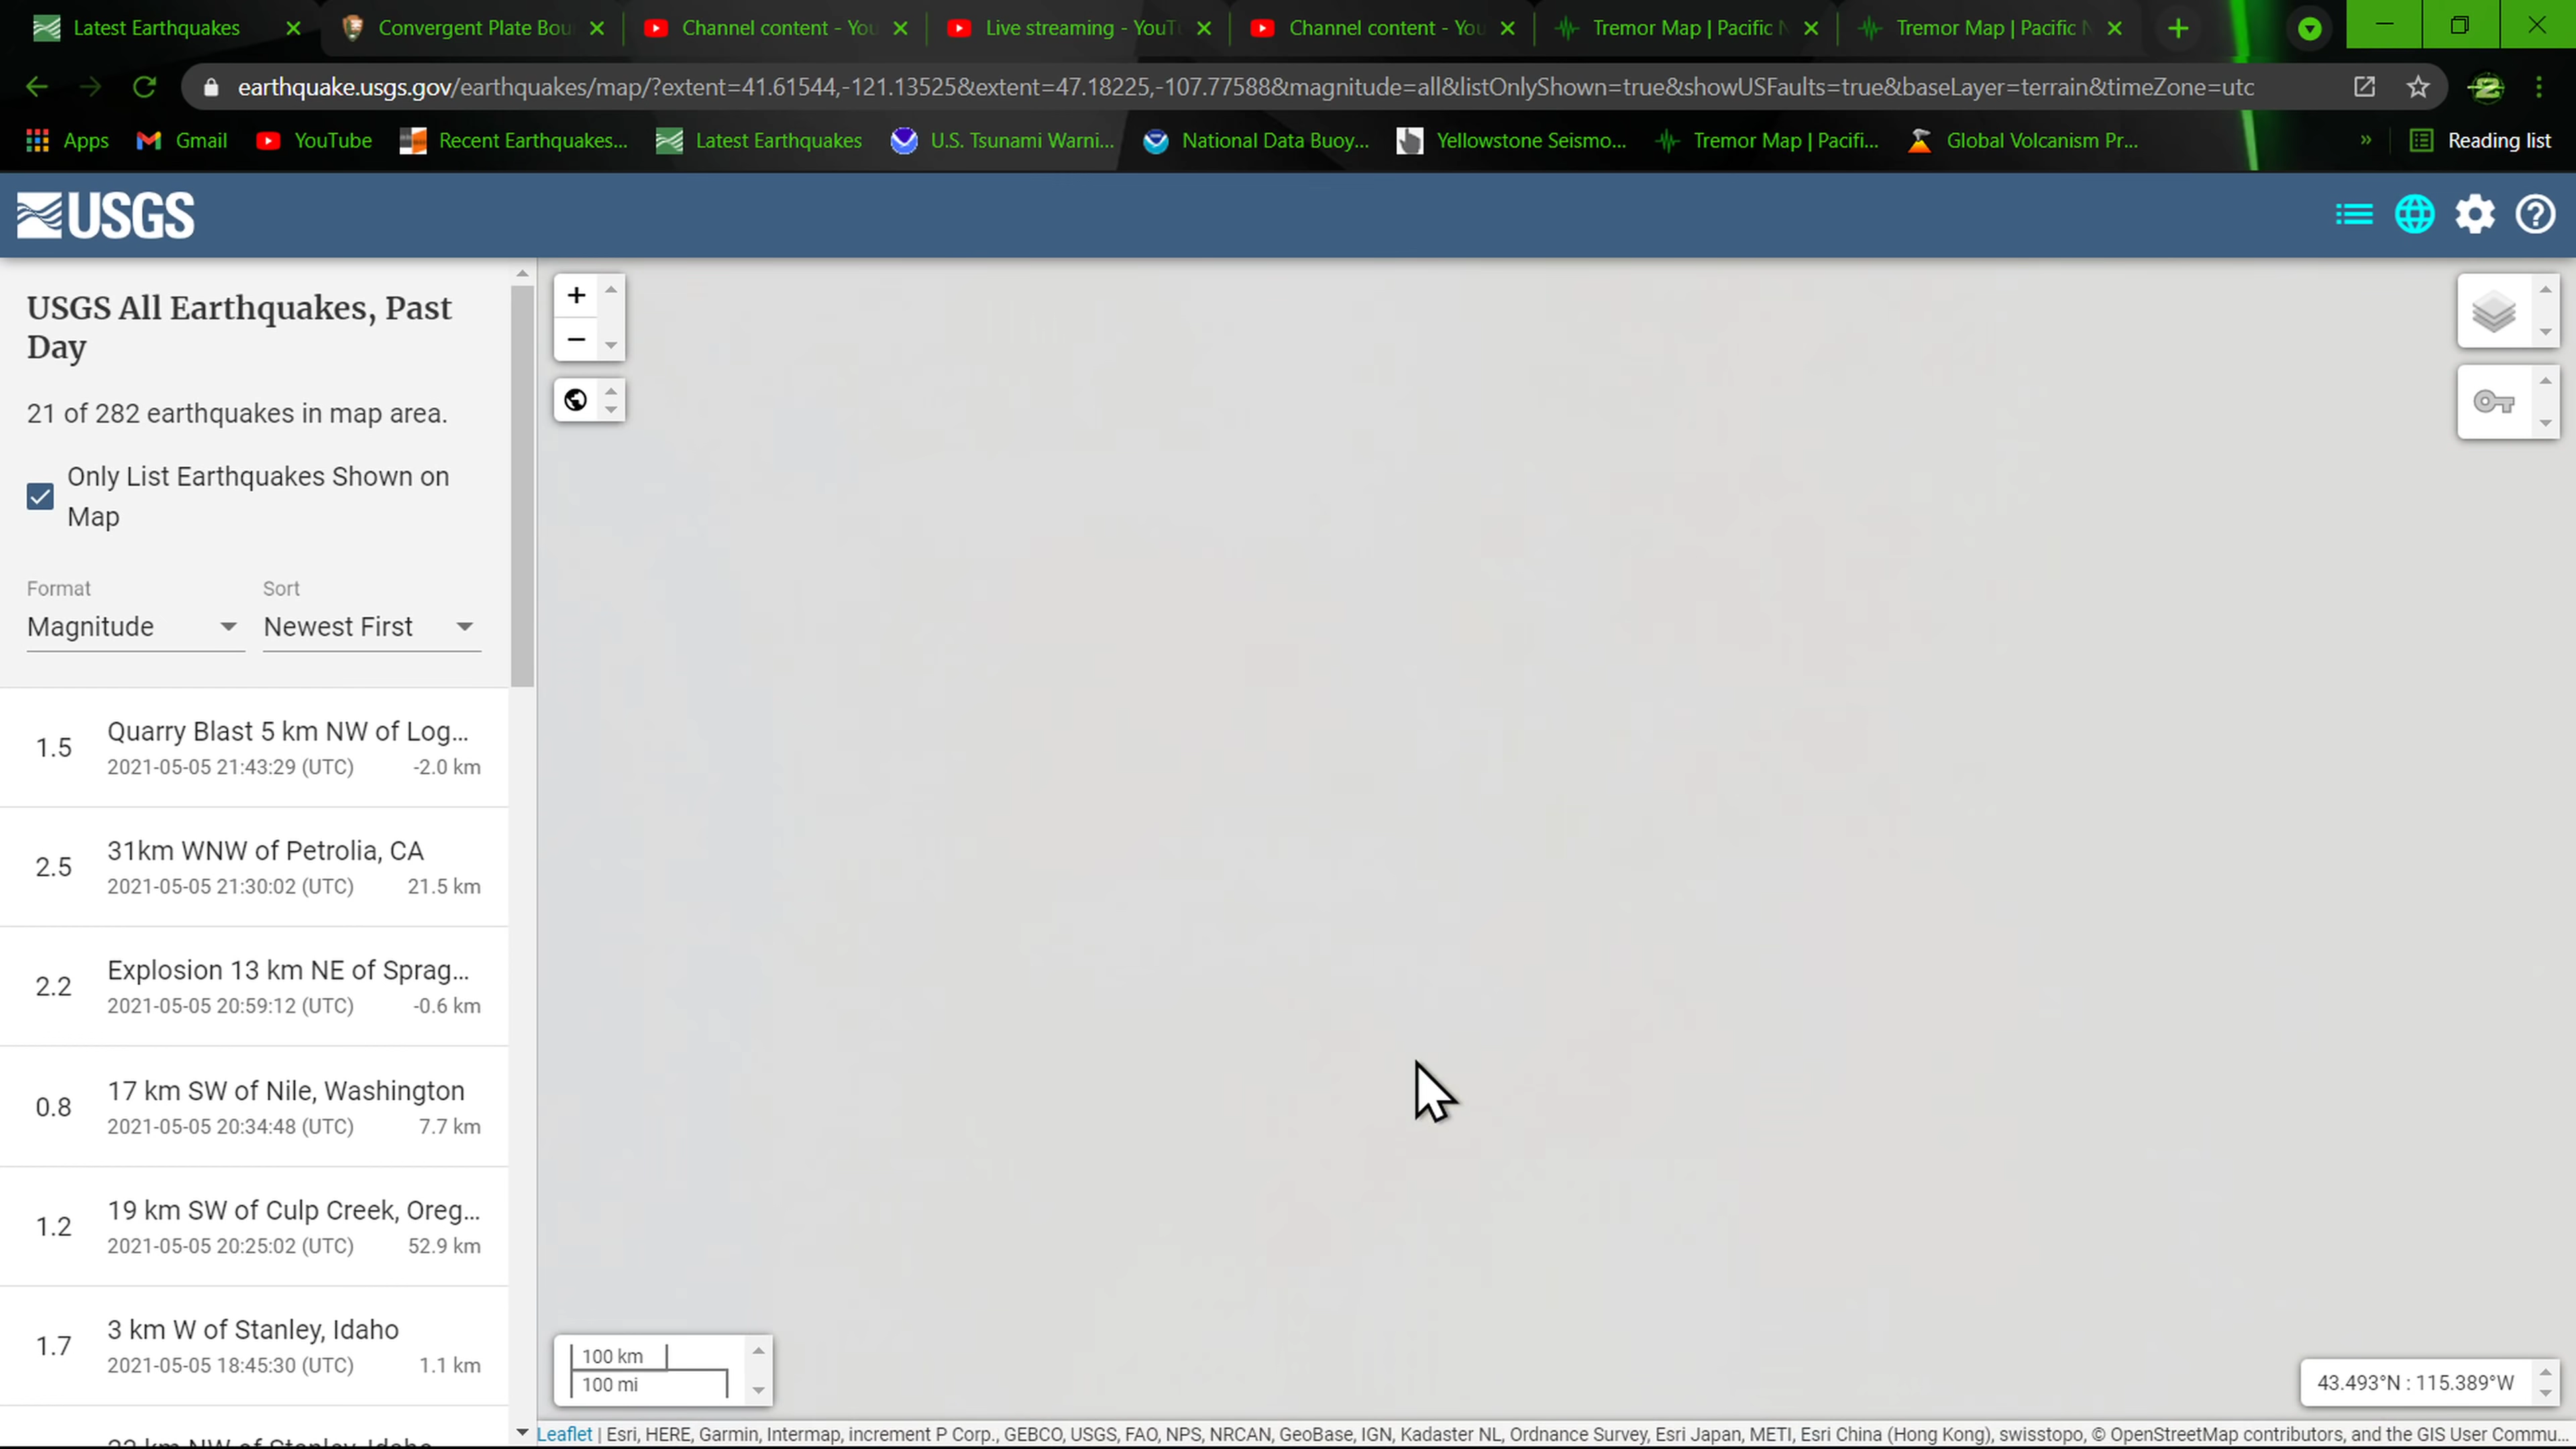 Latest Earthquakes
Convergent Plate Bou
Channel content - You
Live streaming - YouTu
Channel content - You
Tremor Map | Pacific N
Tremor Map | Pacific N
earthquake.usgs.gov/earthquakes/map/?extent=41.61544,-121.13525&extent=47.18225,-107.77588&magnitude=all&listOnlyShown=true&showUSFaults=true&baseLayer=terrain&timeZone=utc
Apps
Gmail
YouTube
Recent Earthquakes...
Latest Earthquakes
U.S. Tsunami Warni...
National Data Buoy...
Yellowstone Seismo...
Tremor Map | Pacifi...
Global Volcanism Pr...
»
Reading list
USGS
USGS All Earthquakes, Past
Day
21 of 282 earthquakes in map area.
Only List Earthquakes Shown on
Map
Format
Sort
Magnitude
Newest First
1.5
Quarry Blast 5 km NW of Log...
2021-05-05 21:43:29 (UTC) -2.0 km
2.5
31km WNW of Petrolia, CA
2021-05-05 21:30:02 (UTC) 21.5 km
2.2
Explosion 13 km NE of Sprag...
2021-05-05 20:59:12 (UTC) -0.6 km
0.8
17 km SW of Nile, Washington
2021-05-05 20:34:48 (UTC) 7.7 km
1.2
19 km SW of Culp Creek, Oreg...
2021-05-05 20:25:02 (UTC) 52.9 km
1.7
3 km W of Stanley, Idaho
2021-05-05 18:45:30 (UTC) 1.1 km
km NW of Stanley, Idaho
+
−
100 km
100 mi
43.493°N : 115.389°W
Leaflet | Esri, HERE, Garmin, Intermap, increment P Corp., GEBCO, USGS, FAO, NPS, NRCAN, GeoBase, IGN, Kadaster NL, Ordnance Survey, Esri Japan, METI, Esri China (Hong Kong), swisstopo, © OpenStreetMap contributors, and the GIS User Commu...